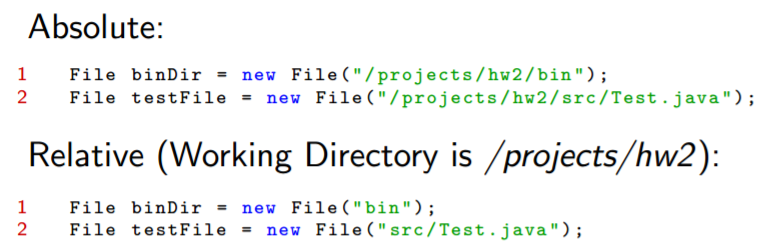 Absolute:
1 File binDir = new File("/projects/hw2/bin");
2 File testFile = new File("/projects/hw2/src/Test.java");
Relative (Working Directory is /projects/hw2):
1 File binDir = new File("bin");
2 File testFile = new File("src/Test.java");